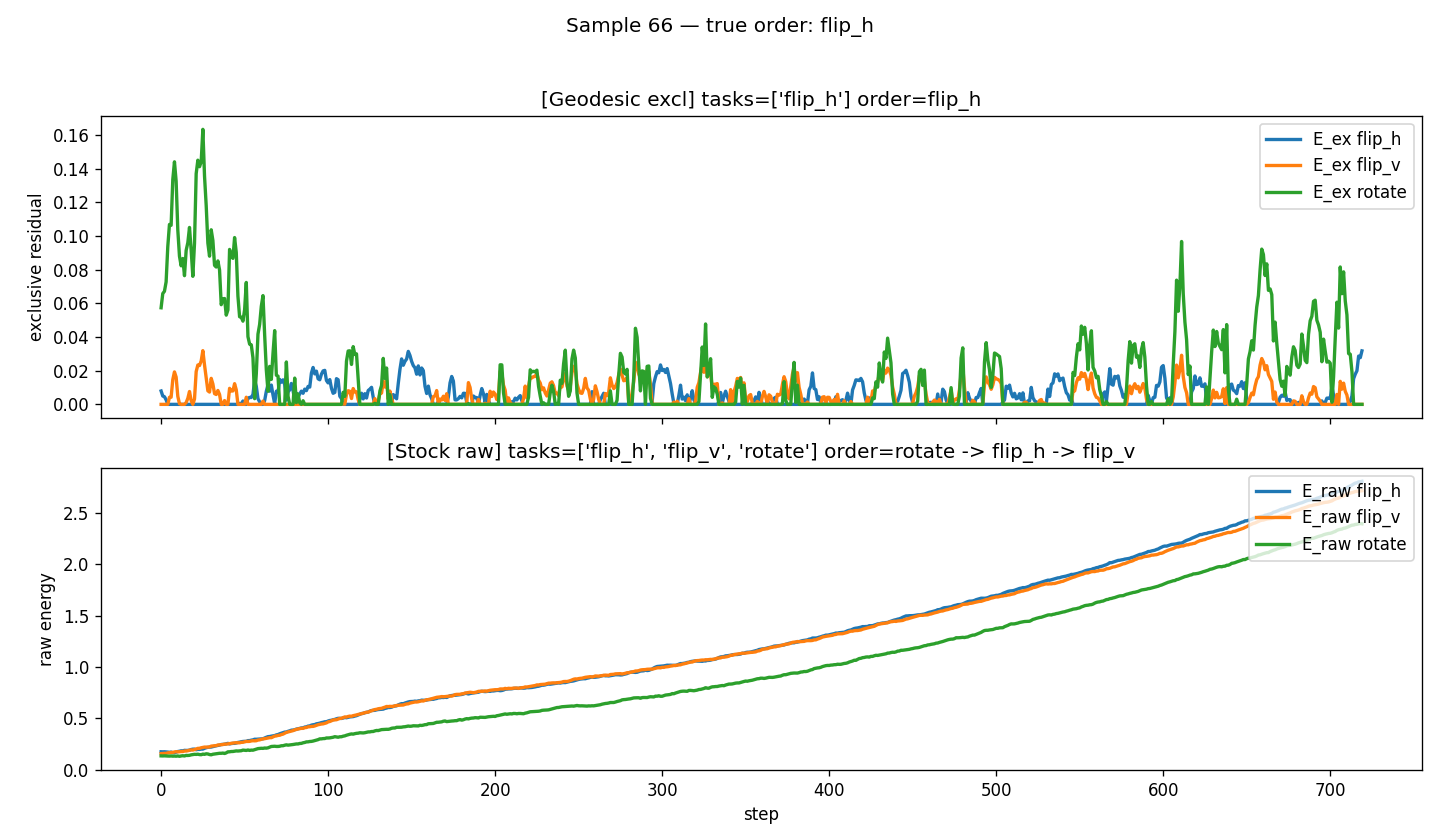 Sample 66 — true order: flip_h
[Geodesic excl] tasks=['flip_h'] order=flip_h
exclusive residual
0.16
0.14
0.12
0.10
0.08
0.06
0.04
0.02
0.00
E_ex flip_h
E_ex flip_v
E_ex rotate
[Stock raw] tasks=['flip_h', 'flip_v', 'rotate'] order=rotate -> flip_h -> flip_v
raw energy
2.5
2.0
1.5
1.0
0.5
0.0
E_raw flip_h
E_raw flip_v
E_raw rotate
0 100 200 300 400 500 600 700
step